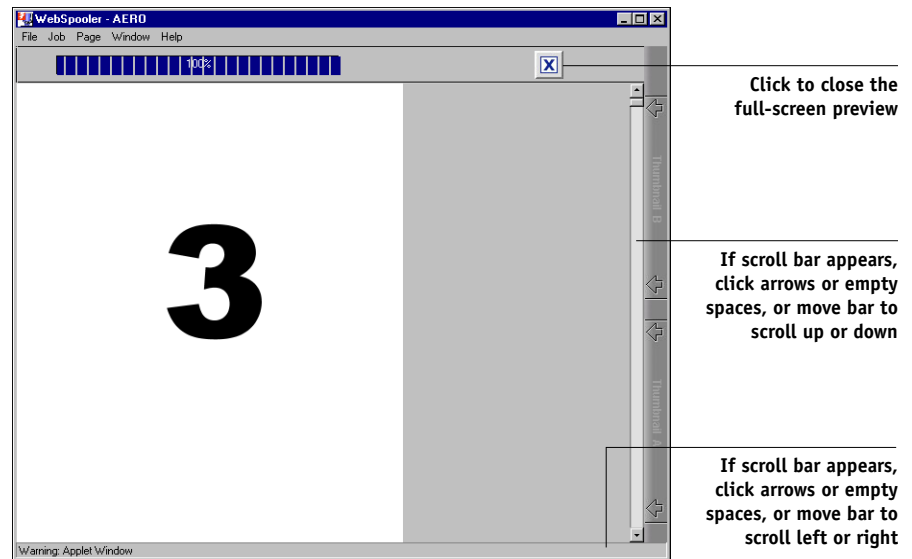 WebSpooler - AERO
File Job Page Window Help
100%
Click to close the
full-screen preview
Thumbnail B
3
If scroll bar appears,
click arrows or empty
spaces, or move bar to
scroll up or down
Thumbnail A
If scroll bar appears,
click arrows or empty
spaces, or move bar to
scroll left or right
Warning: Applet Window